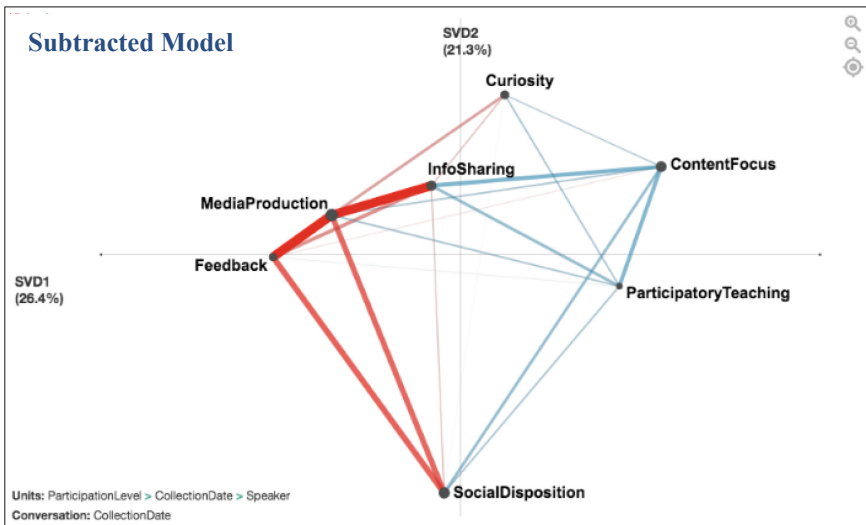 Subtracted Model
SVD2
(21.3%)
Curiosity
ContentFocus
InfoSharing
MediaProduction
Feedback
SVD1
(26.4%)
ParticipatoryTeaching
SocialDisposition
Units: ParticipationLevel > CollectionDate > Speaker
Conversation: CollectionDate